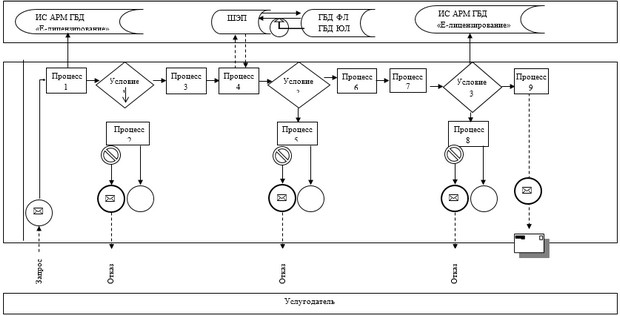 ИС АРМ ГБД
«Е-лицензирование»
ШЭП
ГБД ФЛ
ГБД ЮЛ
ИС АРМ ГБД
«Е-лицензирование»
Процесс
1
Условие
Процесс
3
Процесс
4
Условие
Процесс
6
Процесс
7
Условие
3
Процесс
9
Процесс
2
Процесс
5
Процесс
8
Запрос
Отказ
Отказ
Отказ
Услугодатель